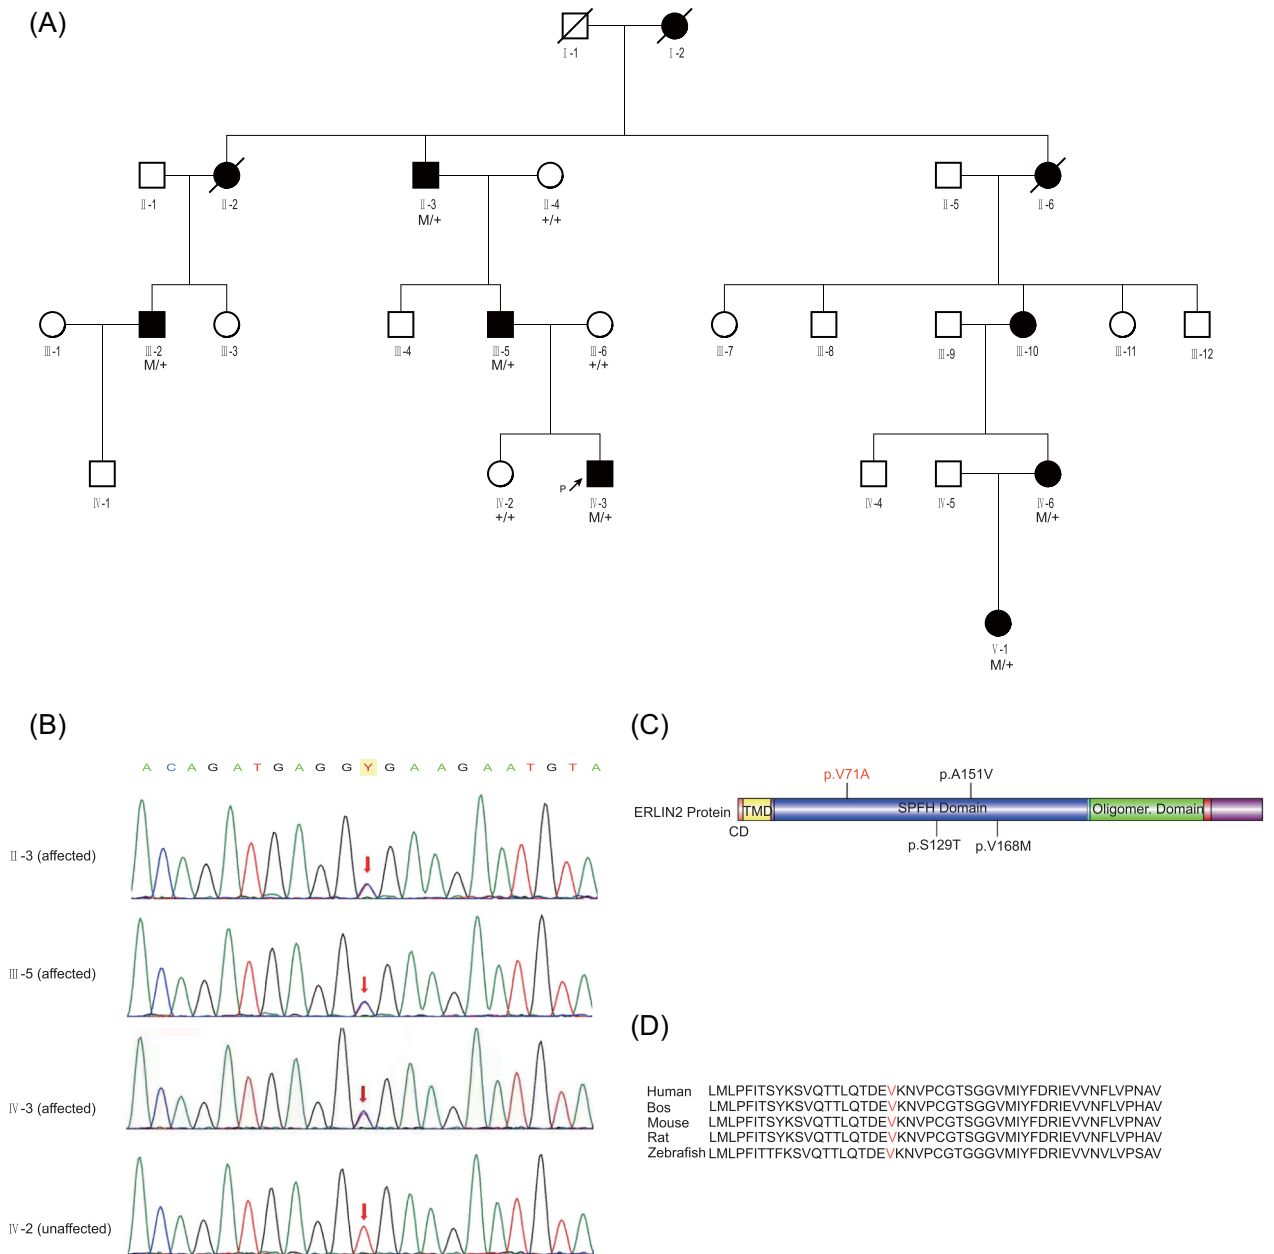 (A)
Ⅰ-1 Ⅰ-2
Ⅱ-1 Ⅱ-2 Ⅱ-3 Ⅱ-4 Ⅱ-5 Ⅱ-6
M/+ +/+
Ⅲ-1 Ⅲ-2 Ⅲ-3 Ⅲ-4 Ⅲ-5 Ⅲ-6 Ⅲ-7 Ⅲ-8 Ⅲ-9 Ⅲ-10 Ⅲ-11 Ⅲ-12
M/+ M/+ +/+
P
Ⅳ-1 Ⅳ-2 Ⅳ-3 Ⅳ-4 Ⅳ-5 Ⅳ-6
+/+ M/+ M/+
Ⅴ-1
M/+
(B)
A C A G A T G A G G Y G A A G A A T G T A
Ⅱ-3 (affected)
Ⅲ-5 (affected)
Ⅳ-3 (affected)
Ⅳ-2 (unaffected)
(C)
p.V71A p.A151V
ERLIN2 Protein TMD SPFH Domain Oligomer. Domain
CD
p.S129T p.V168M
(D)
Human LMLPFITSYKSVQTTLQTDEVKNVPCGTSGGVMIYFDRIEVVNFLVPNAV
Bos LMLPFITSYKSVQTTLQTDEVKNVPCGTSGGVMIYFDRIEVVNFLVPHAV
Mouse LMLPFITSYKSVQTTLQTDEVKNVPCGTSGGVMIYFDRIEVVNFLVPNAV
Rat LMLPFITSYKSVQTTLQTDEVKNVPCGTSGGVMIYFDRIEVVNFLVPHAV
Zebrafish LMLPFITTFKSVQTTLQTDEVKNVPCGTGGGVMIYFDRIEVVNVLVPSAV